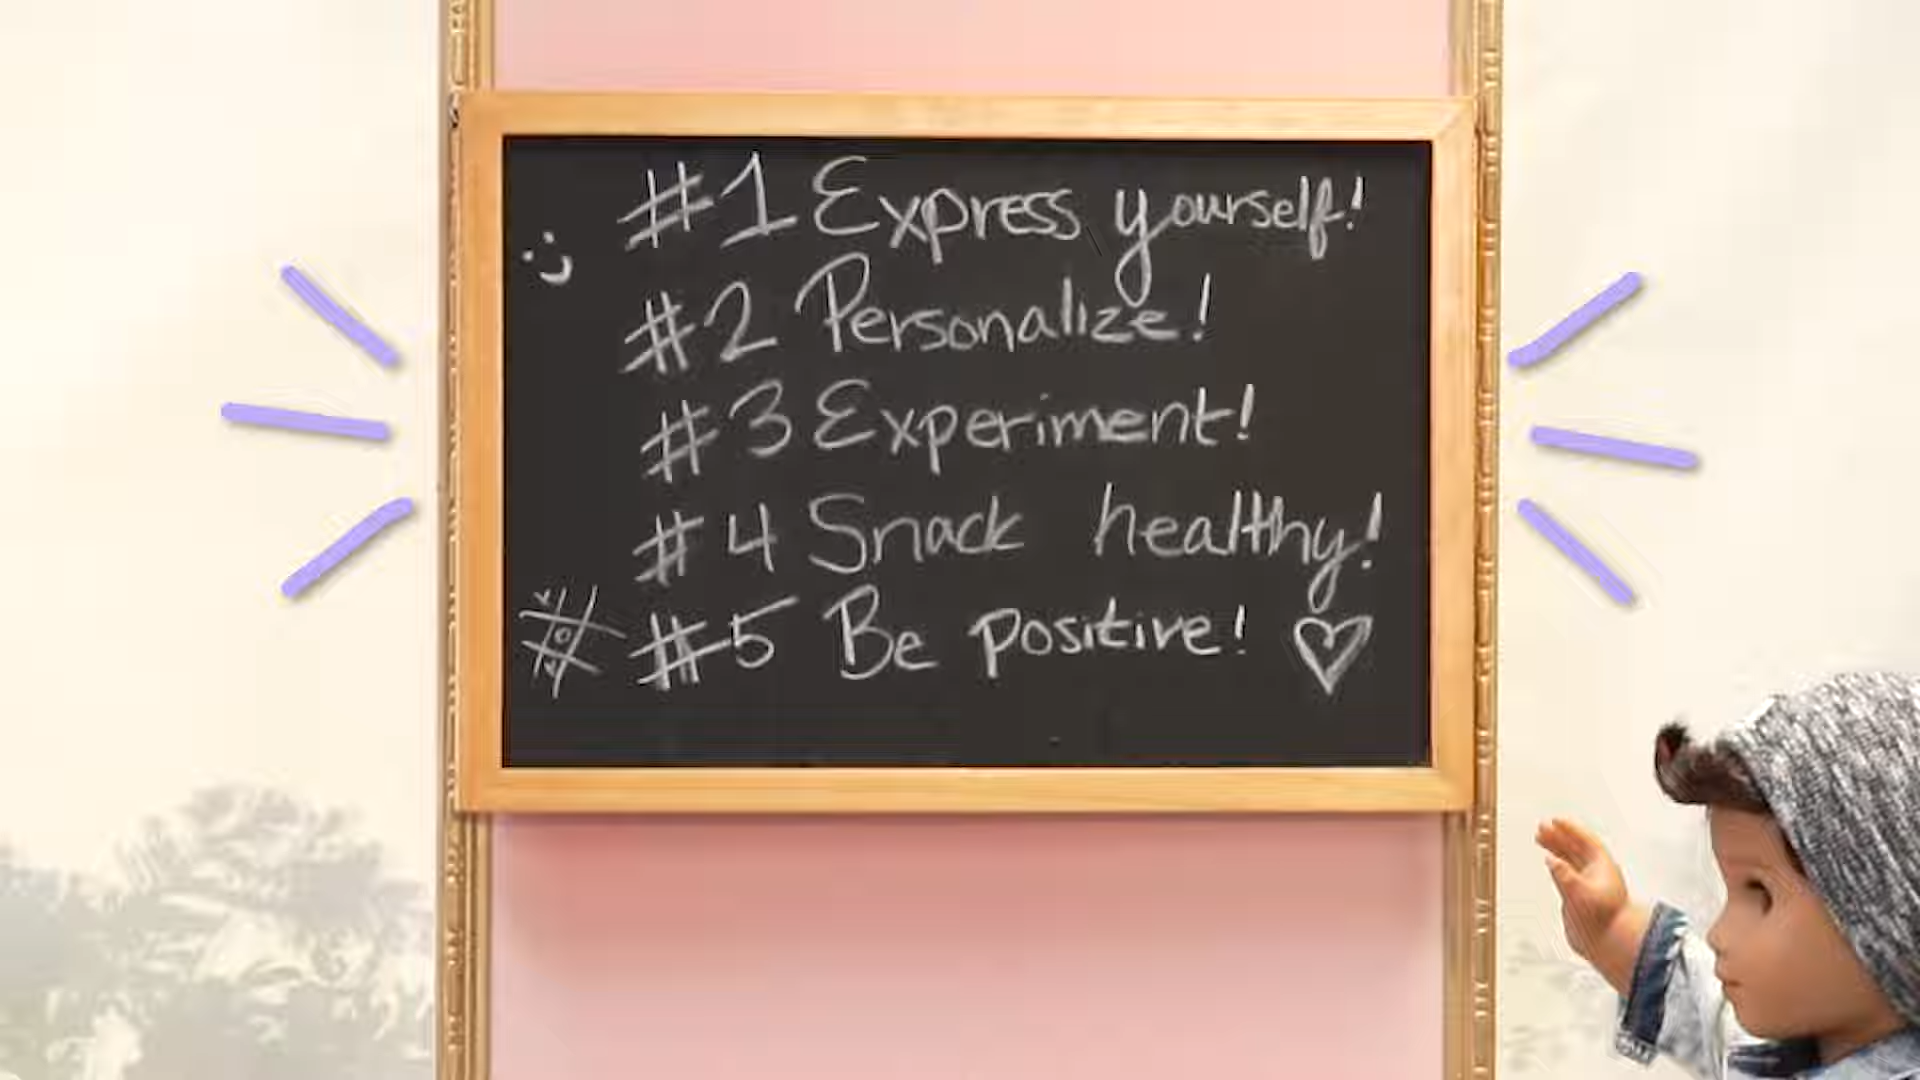 #1 Express yourself!
#2 Personalize!
#3 Experiment!
#4 Snack healthy!
#5 Be positive!